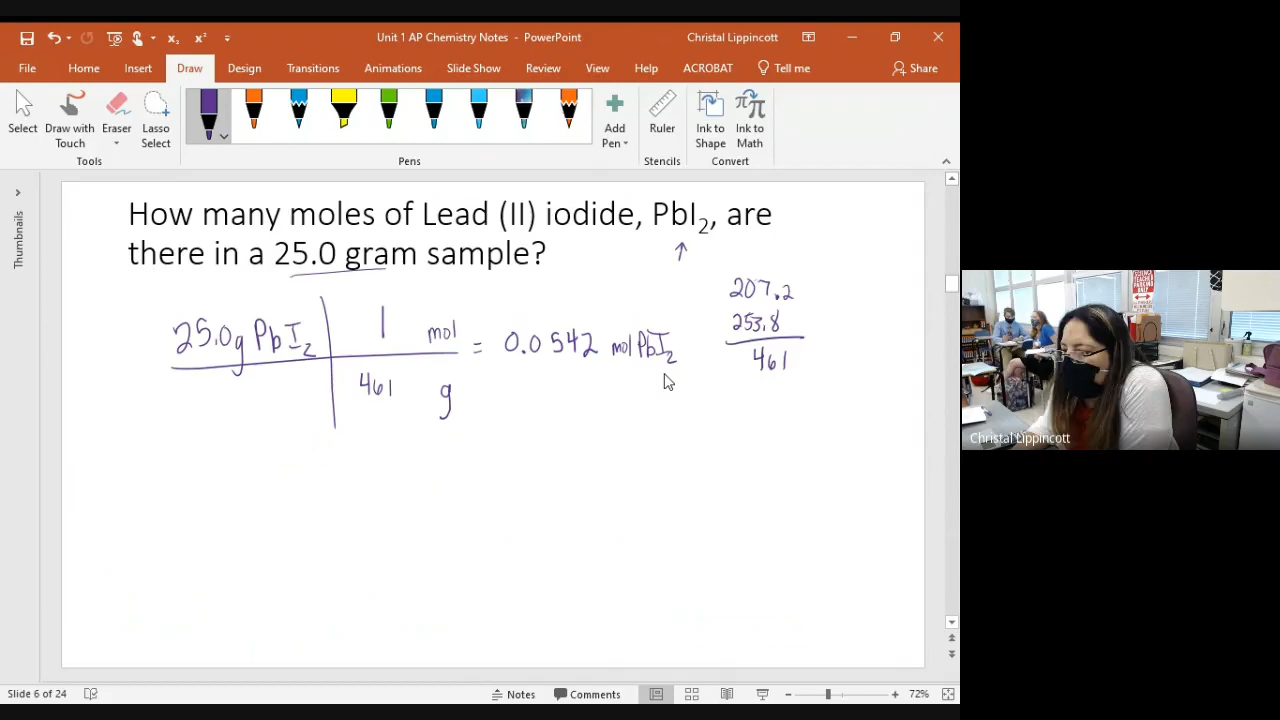 Unit 1 AP Chemistry Notes - PowerPoint
Christal Lippincott
File Home Insert Draw Design Transitions Animations Slide Show Review View Help ACROBAT Tell me Share
Select Draw with Touch Eraser Lasso Select Add Pen Ruler Ink to Shape Ink to Math
Tools Pens Stencils Convert
Thumbnails
How many moles of Lead (II) iodide, PbI₂, are
there in a 25.0 gram sample?
25.0g PbI₂ 1 mol = 0.0542 mol PbI₂
461 g
207.2
253.8
461
Christal Lippincott
Slide 6 of 24 Notes Comments 72%